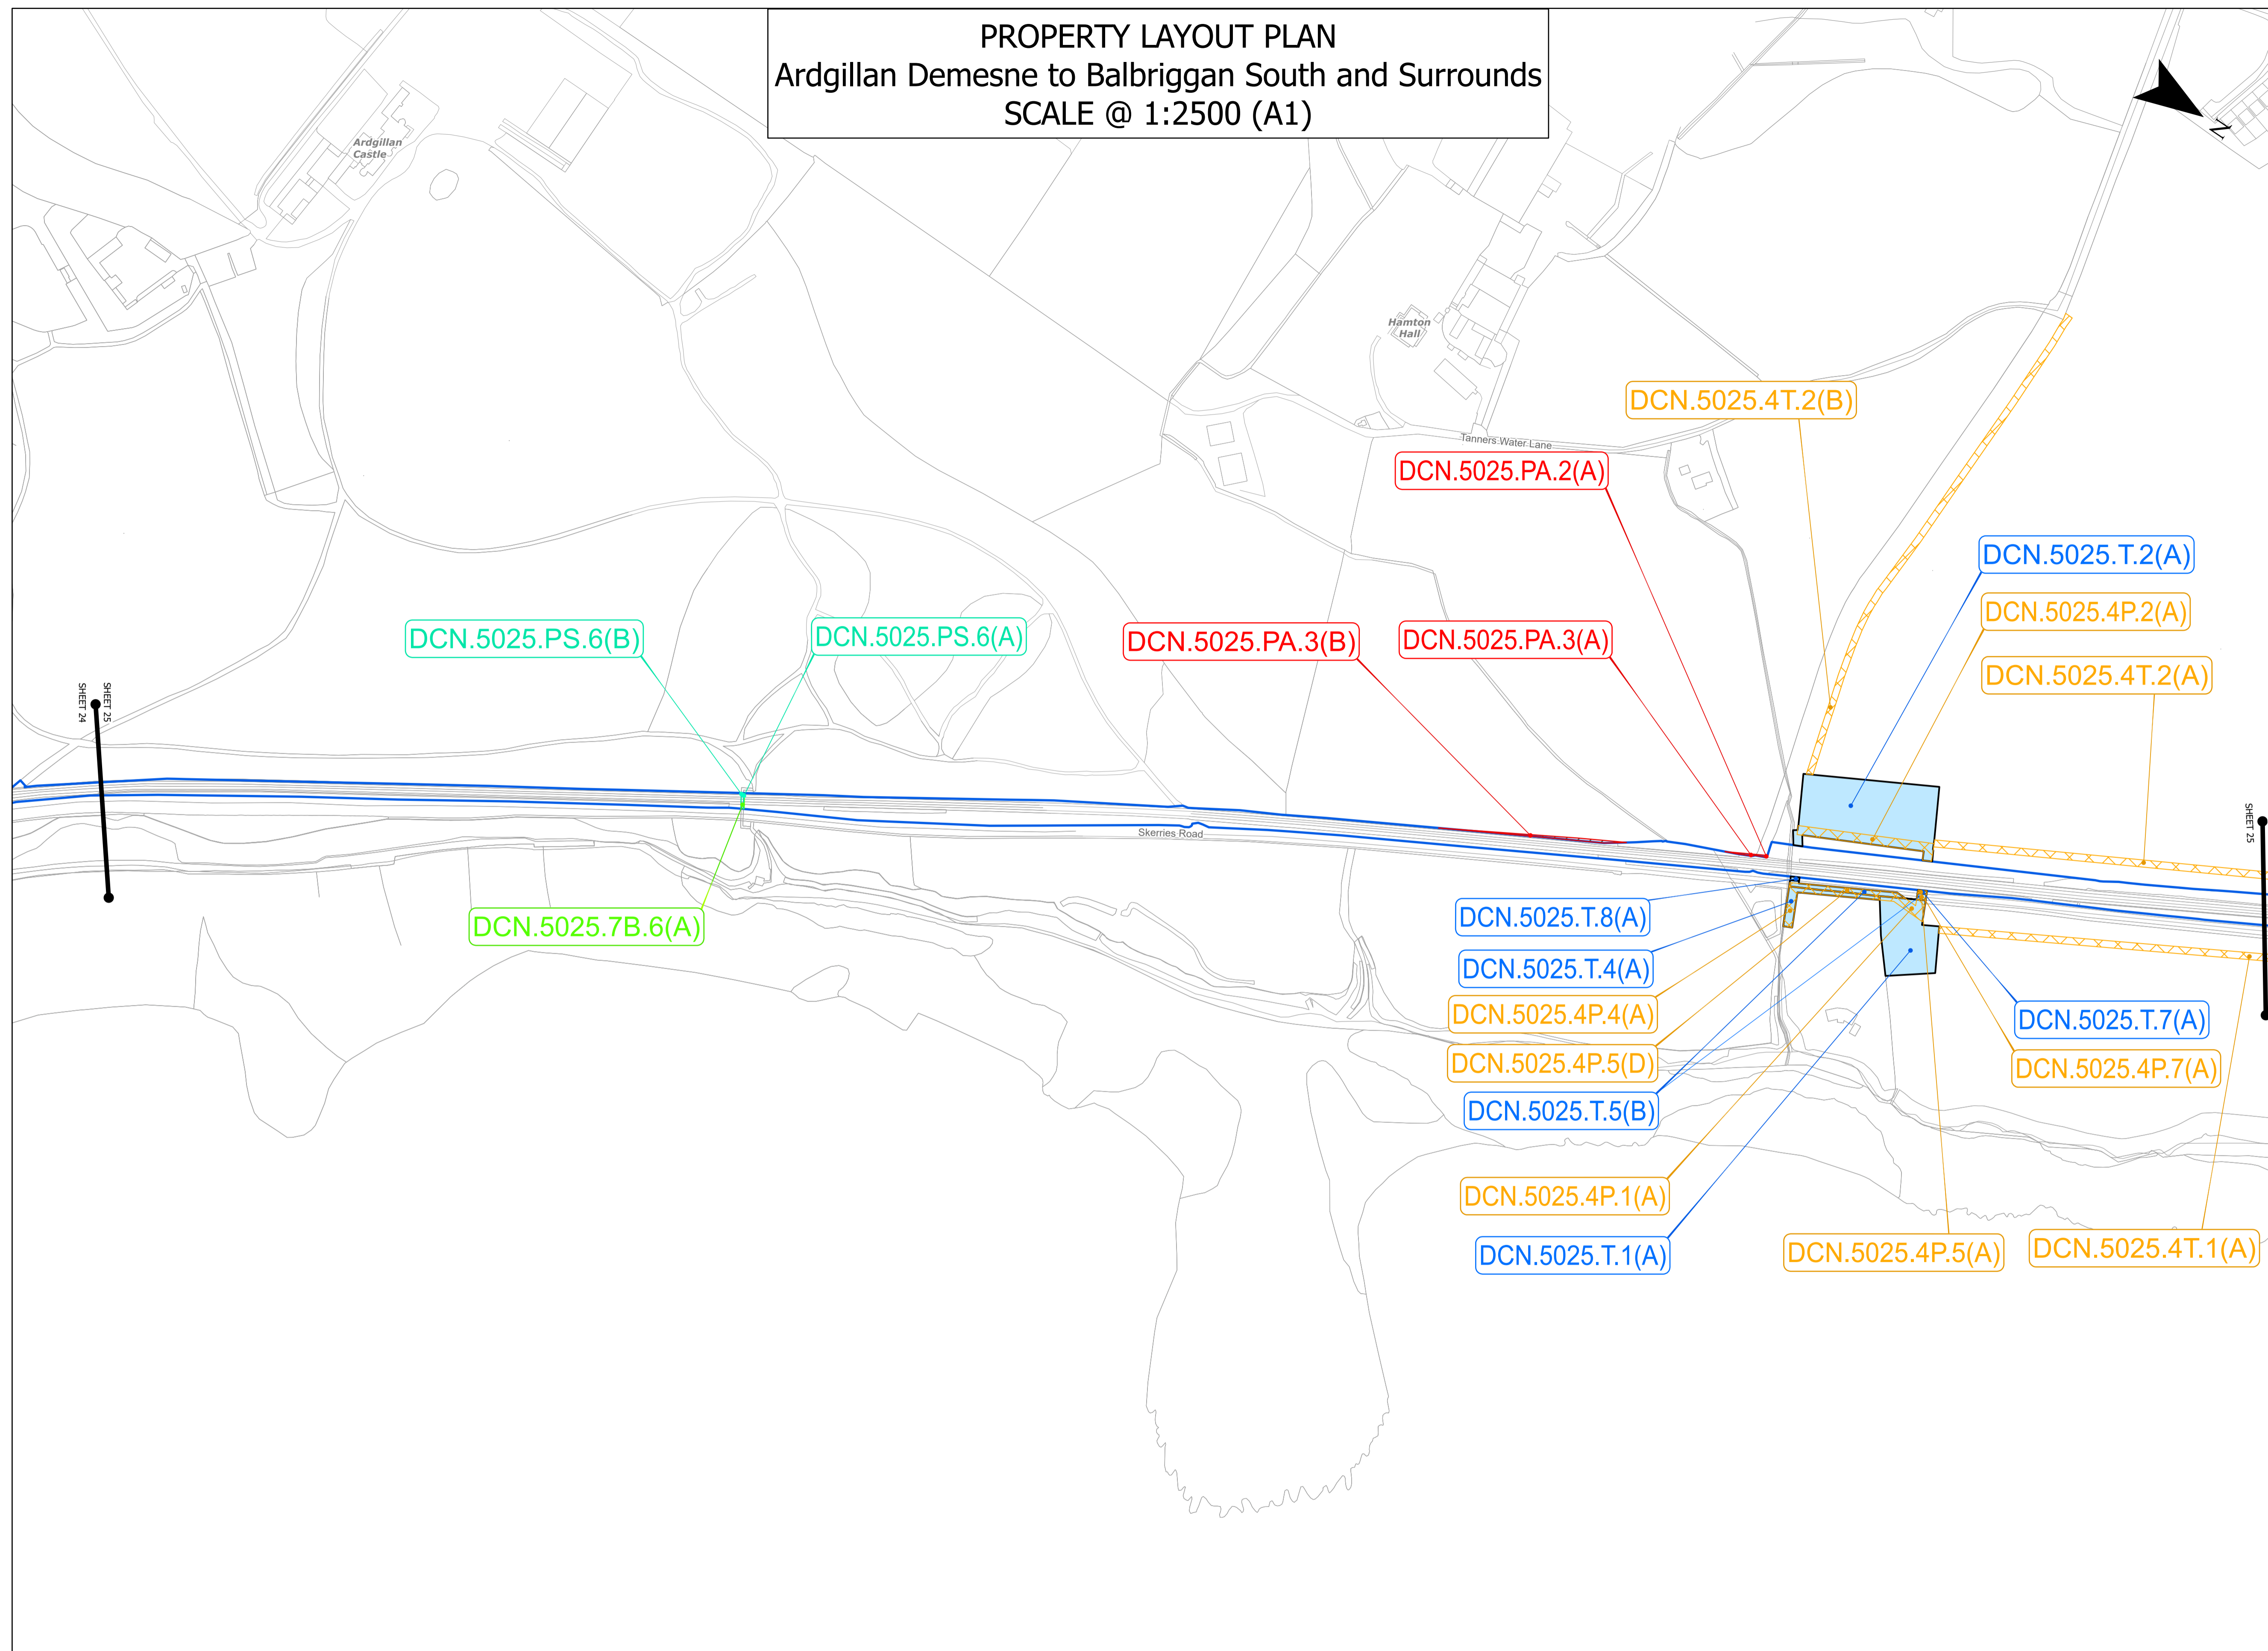 PROPERTY LAYOUT PLAN
Ardgillan Demesne to Balbriggan South and Surrounds
SCALE @ 1:2500 (A1)
N
Ardgillan
Castle
Hamton
Hall
Tanners Water Lane
DCN.5025.4T.2(B)
DCN.5025.PA.2(A)
DCN.5025.T.2(A)
DCN.5025.4P.2(A)
DCN.5025.4T.2(A)
DCN.5025.PS.6(B)
DCN.5025.PS.6(A)
DCN.5025.PA.3(B)
DCN.5025.PA.3(A)
SHEET 24
SHEET 25
SHEET 25
Skerries Road
DCN.5025.7B.6(A)
DCN.5025.T.8(A)
DCN.5025.T.4(A)
DCN.5025.4P.4(A)
DCN.5025.4P.5(D)
DCN.5025.T.5(B)
DCN.5025.T.7(A)
DCN.5025.4P.7(A)
DCN.5025.4P.1(A)
DCN.5025.T.1(A)
DCN.5025.4P.5(A)
DCN.5025.4T.1(A)